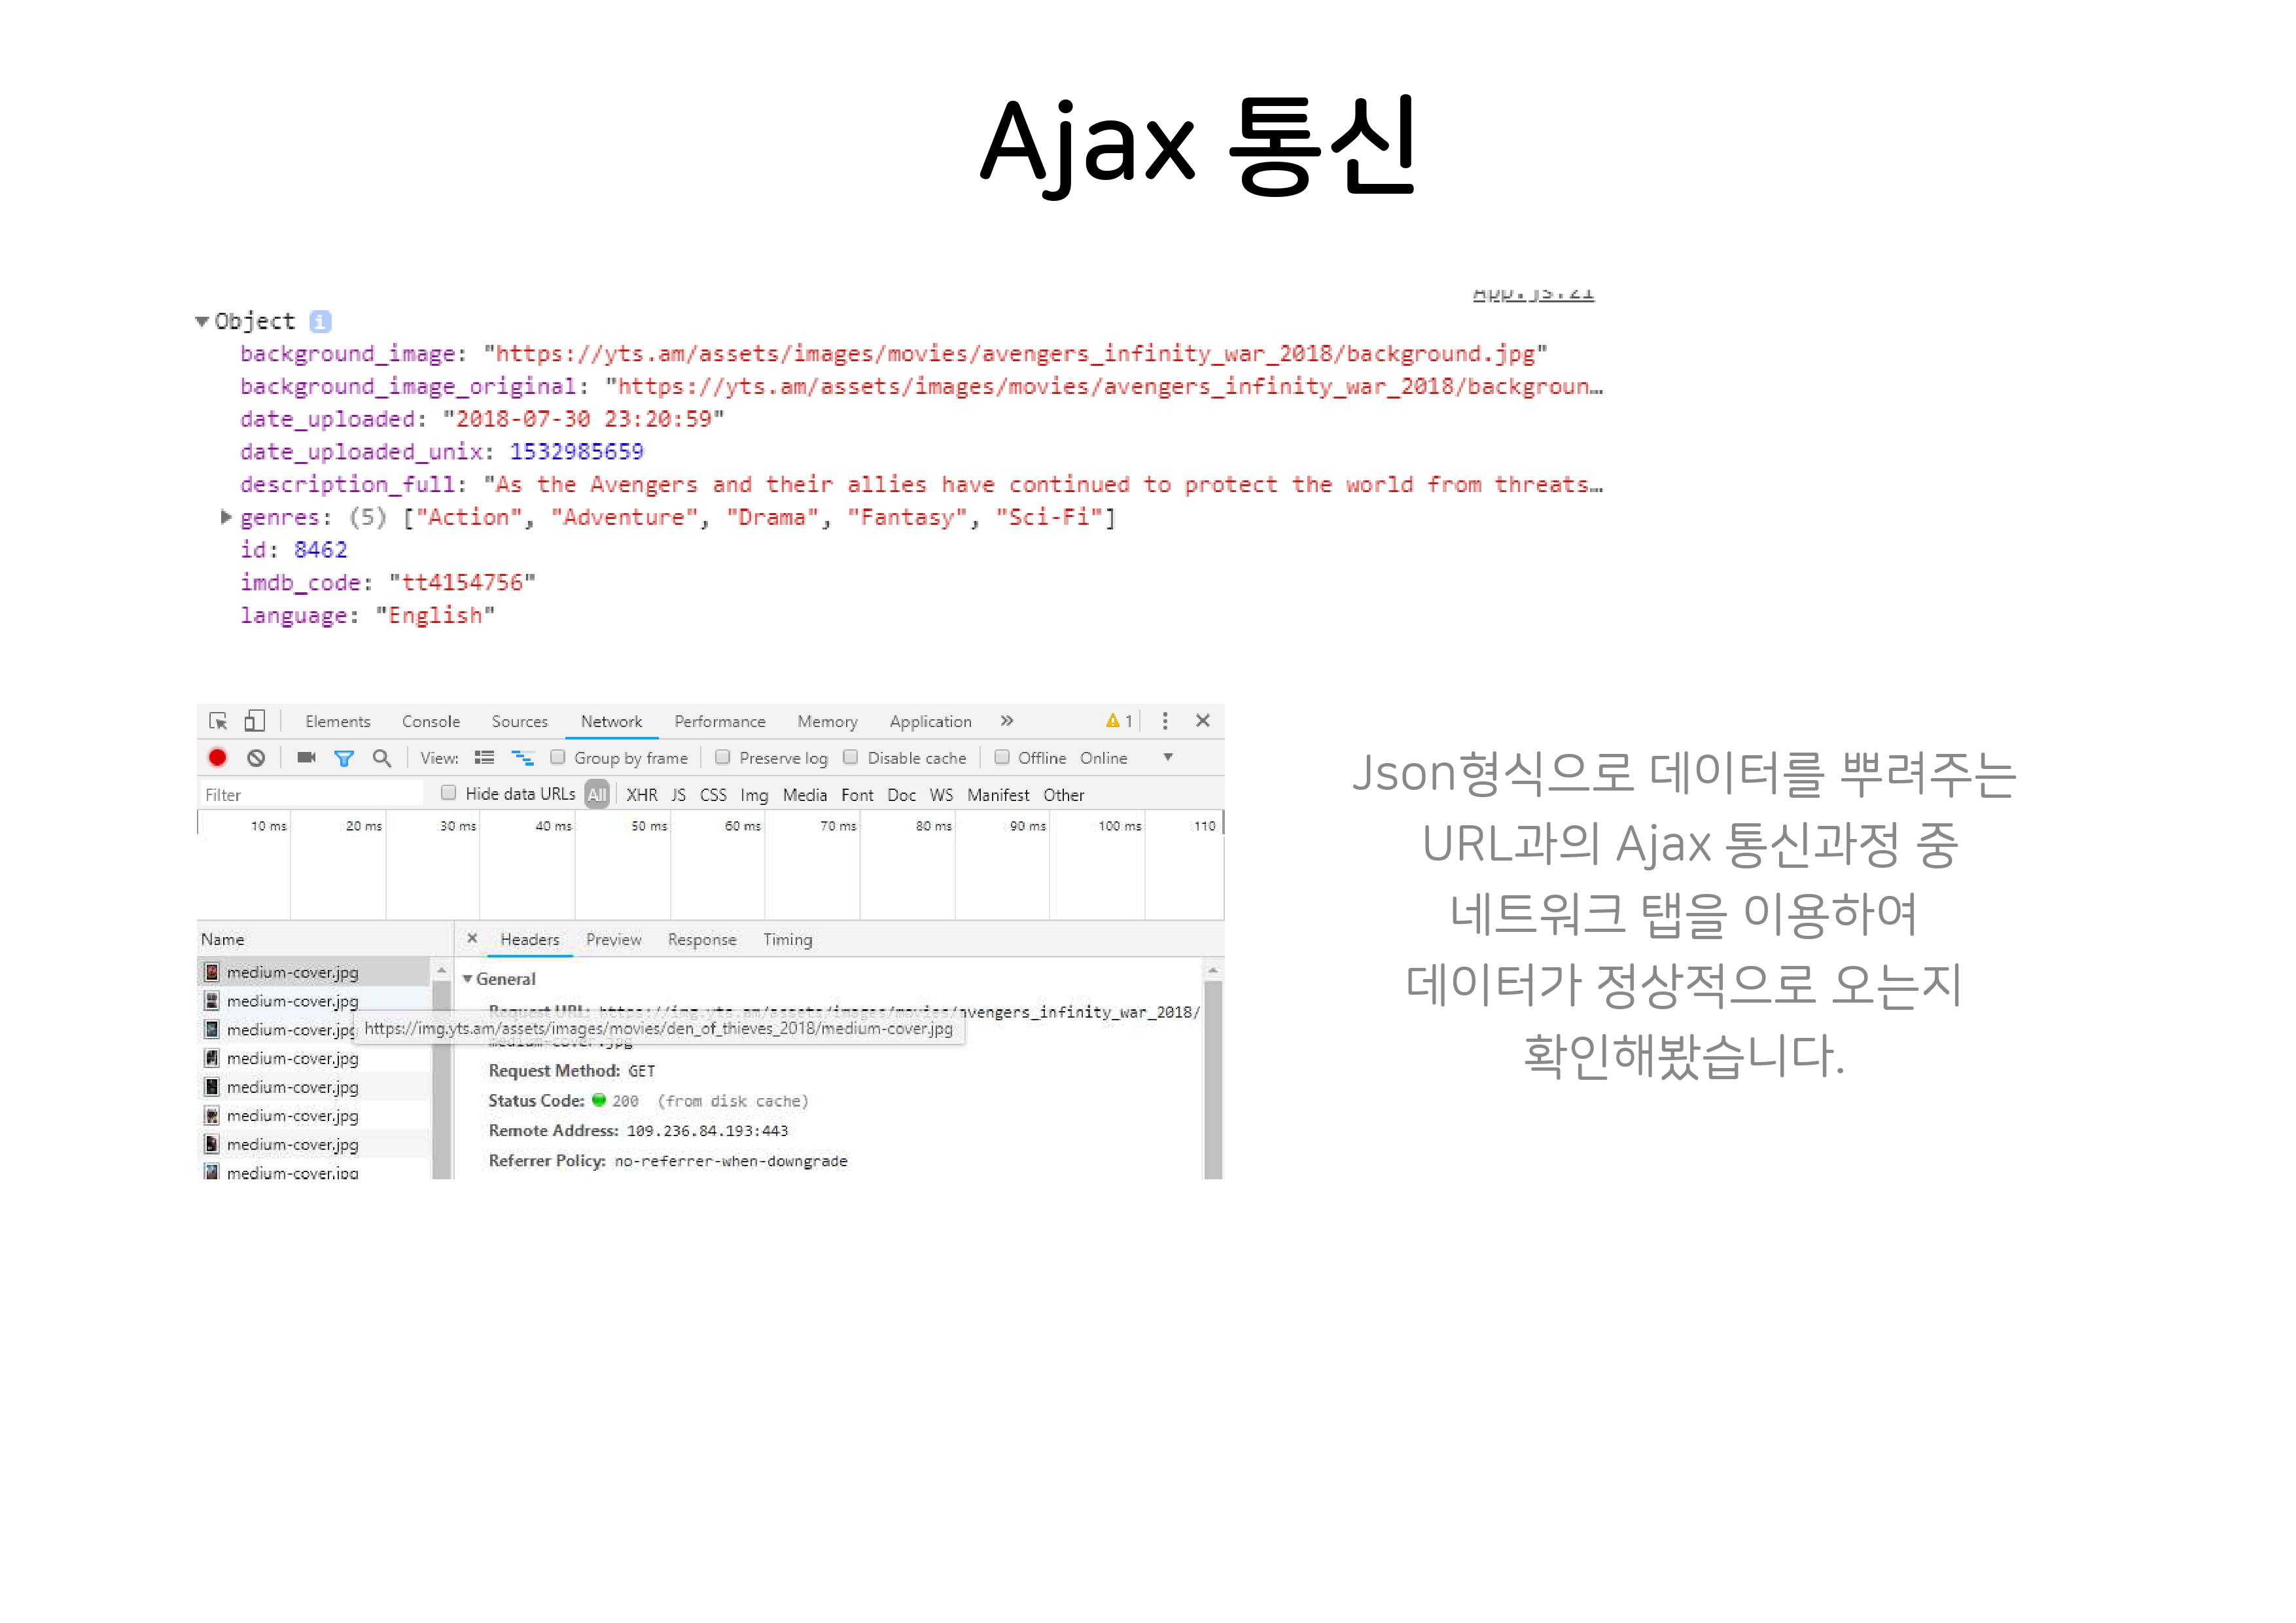 Ajax 통신
App.js:21
▼Object i
background_image: "https://yts.am/assets/images/movies/avengers_infinity_war_2018/background.jpg"
background_image_original: "https://yts.am/assets/images/movies/avengers_infinity_war_2018/backgroun…
date_uploaded: "2018-07-30 23:20:59"
date_uploaded_unix: 1532985659
description_full: "As the Avengers and their allies have continued to protect the world from threats…
▶genres: (5) ["Action", "Adventure", "Drama", "Fantasy", "Sci-Fi"]
id: 8462
imdb_code: "tt4154756"
language: "English"
Elements Console Sources Network Performance Memory Application » 1
View: Group by frame Preserve log Disable cache Offline Online
Filter Hide data URLs All XHR JS CSS Img Media Font Doc WS Manifest Other
10 ms 20 ms 30 ms 40 ms 50 ms 60 ms 70 ms 80 ms 90 ms 100 ms 110
Name
medium-cover.jpg
medium-cover.jpg
medium-cover.jpg
medium-cover.jpg
medium-cover.jpg
medium-cover.jpg
medium-cover.jpg
medium-cover.jpg
Headers Preview Response Timing
▼General
Request URL: https://img.yts.am/assets/images/movies/avengers_infinity_war_2018/
https://img.yts.am/assets/images/movies/den_of_thieves_2018/medium-cover.jpg
medium-cover.jpg
Request Method: GET
Status Code: 200 (from disk cache)
Remote Address: 109.236.84.193:443
Referrer Policy: no-referrer-when-downgrade
Json형식으로 데이터를 뿌려주는
URL과의 Ajax 통신과정 중
네트워크 탭을 이용하여
데이터가 정상적으로 오는지
확인해봤습니다.